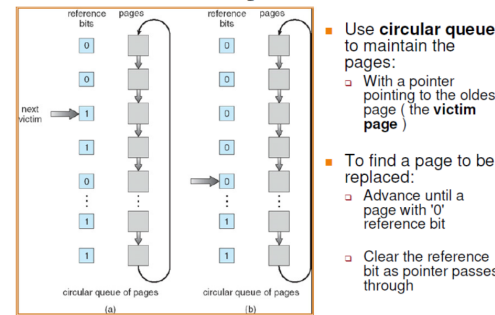 reference pages
bits
0
0
next
victim
1
1
0
1
1
circular queue of pages
(a)
reference pages
bits
0
0
0
0
0
1
1
circular queue of pages
(b)
Use circular queue
to maintain the
pages:
With a pointer
pointing to the oldes
page ( the victim
page )
To find a page to be
replaced:
Advance until a
page with '0'
reference bit
Clear the reference
bit as pointer passes
through